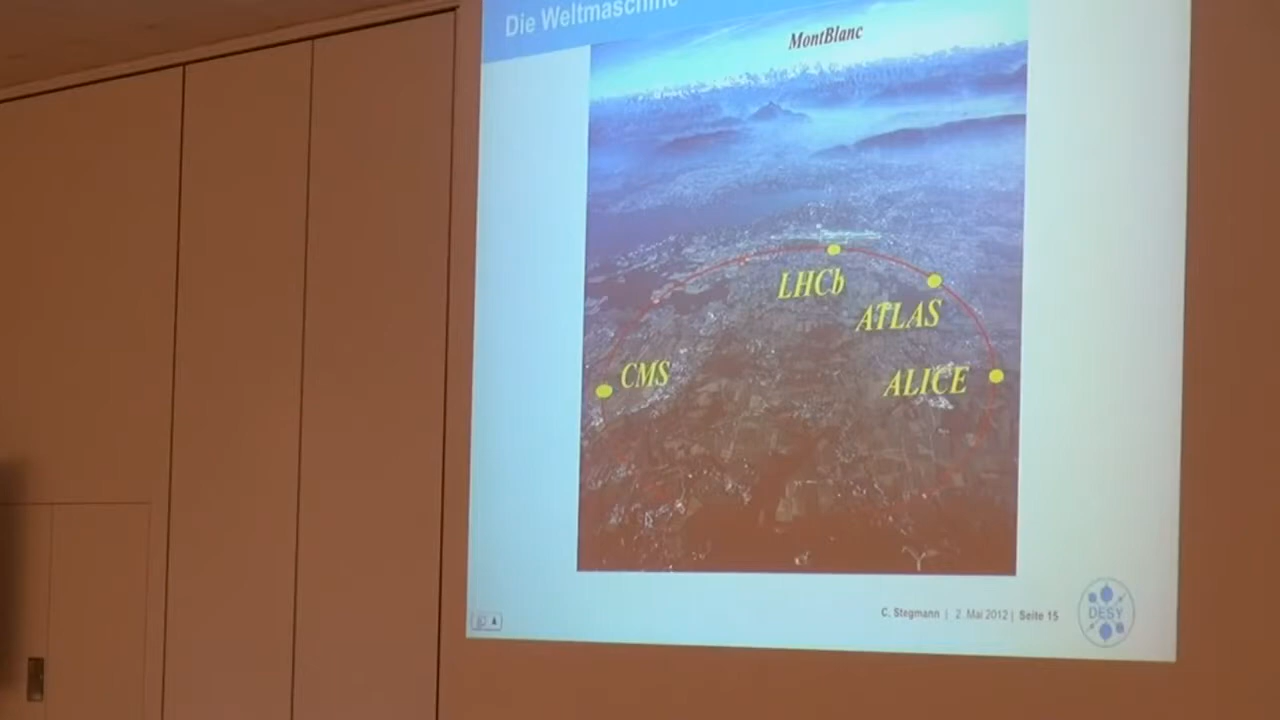 Die Weltmaschine
MontBlanc
LHCb
ATLAS
CMS
ALICE
C. Stegmann | 2. Mai 2012 | Seite 15
DESY